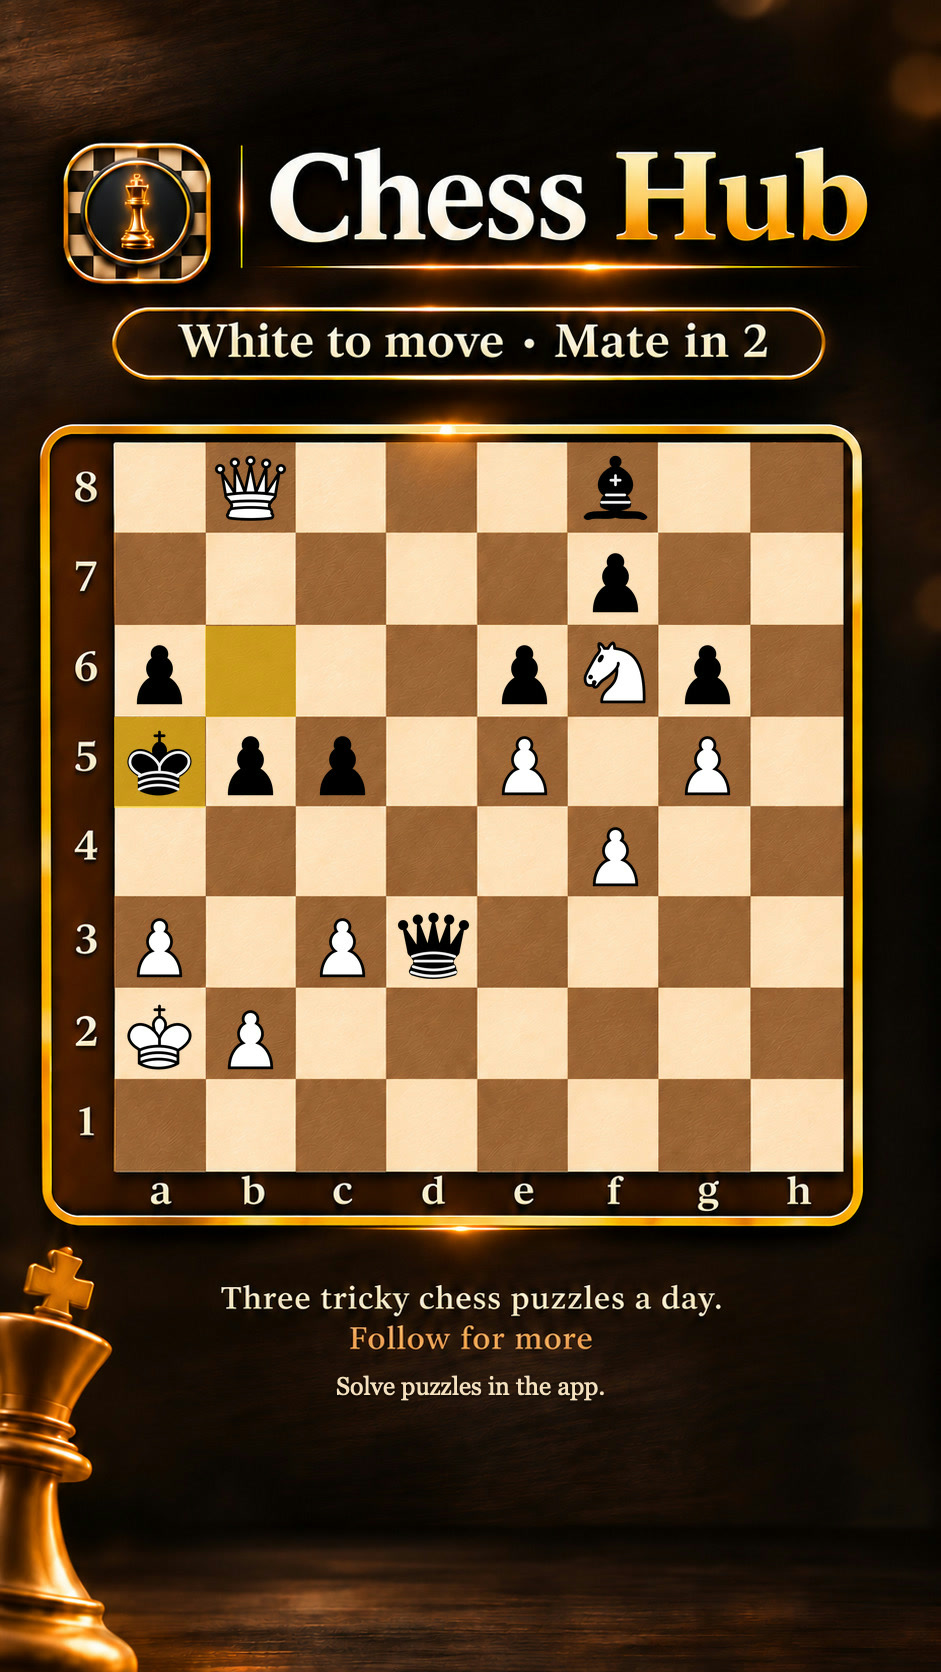 Chess Hub
White to move • Mate in 2
8
7
6
5
4
3
2
1
a b c d e f g h
Three tricky chess puzzles a day.
Follow for more
Solve puzzles in the app.